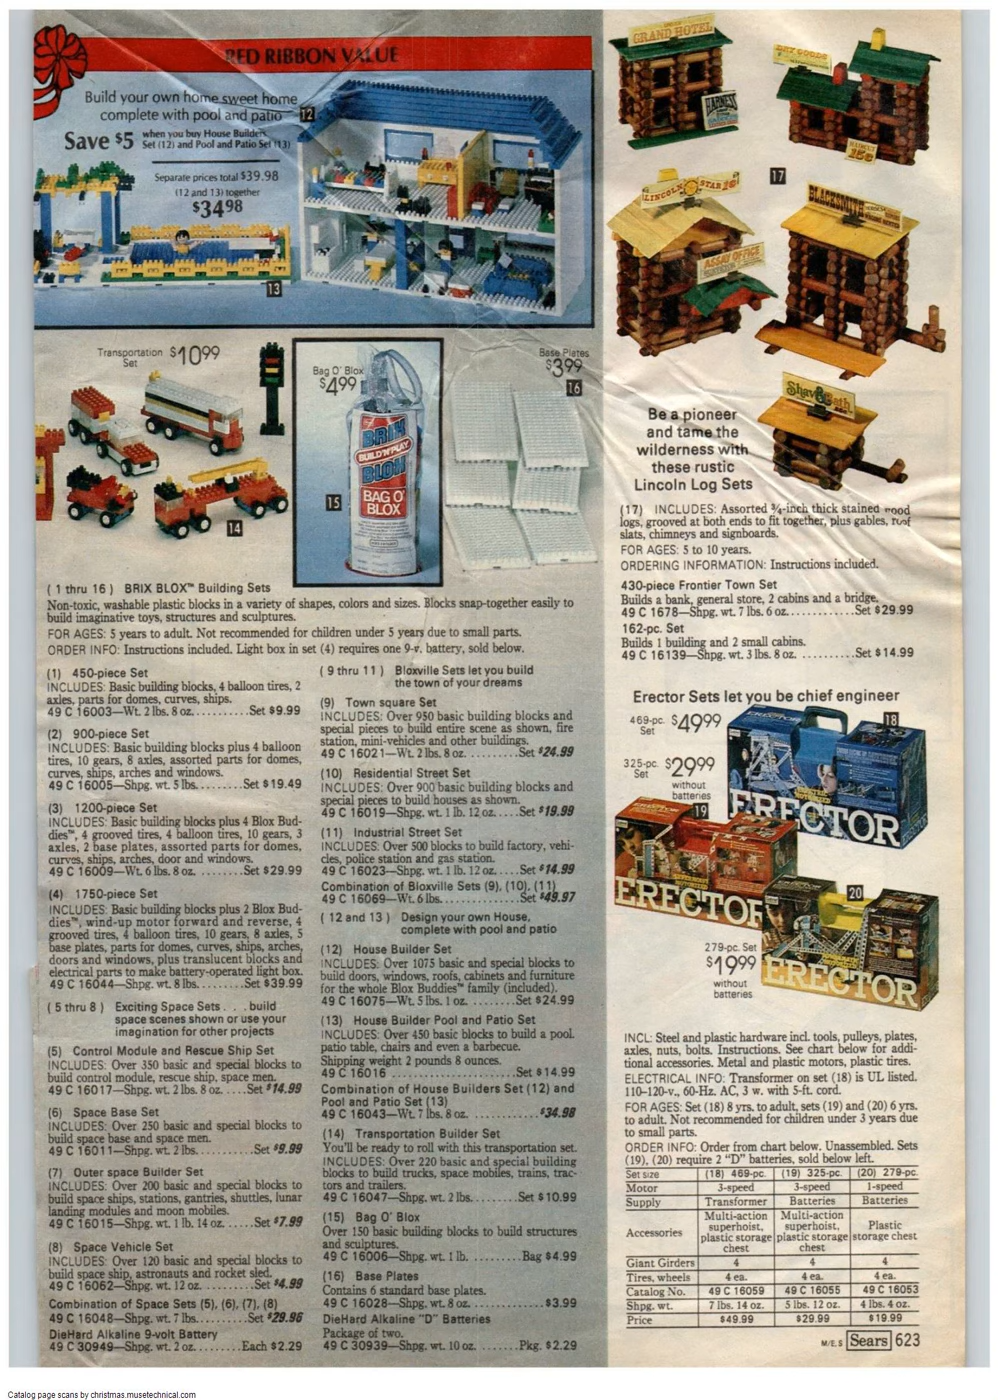 RED RIBBON VALUE
Build your own home sweet home
complete with pool and patio
12
Save $5 when you buy House Builders
Set (12) and Pool and Patio Set (13)
Separate prices total $39.98
(12 and 13) together
$34 98
13
Transportation
Set
$10 99
14
Bag O' Blox
$4 99
BRIX
BUILD 'N' PLAY
BLOX
BAG O'
BLOX
15
Base Plates
$3 99
16
(1 thru 16) BRIX BLOX™ Building Sets
Non-toxic, washable plastic blocks in a variety of shapes, colors and sizes. Blocks snap-together easily to
build imaginative toys, structures and sculptures.
FOR AGES: 5 years to adult. Not recommended for children under 5 years due to small parts.
ORDER INFO: Instructions included. Light box in set (4) requires one 9-v. battery, sold below.
(1) 450-piece Set
INCLUDES: Basic building blocks, 4 balloon tires, 2
axles, parts for domes, curves, ships.
49 C 16003—Wt. 2 lbs. 8 oz..........Set $9.99
(2) 900-piece Set
INCLUDES: Basic building blocks plus 4 balloon
tires, 10 gears, 8 axles, assorted parts for domes,
curves, ships, arches and windows.
49 C 16005—Shpg. wt. 5 lbs.........Set $19.49
(3) 1200-piece Set
INCLUDES: Basic building blocks plus 4 Blox Bud-
dies™, 4 grooved tires, 4 balloon tires, 10 gears, 3
axles, 2 base plates, assorted parts for domes,
curves, ships, arches, door and windows.
49 C 16009—Wt. 6 lbs. 8 oz. ........Set $29.99
(4) 1750-piece Set
INCLUDES: Basic building blocks plus 2 Blox Bud-
dies™, wind-up motor forward and reverse, 4
grooved tires, 4 balloon tires, 10 gears, 8 axles, 5
base plates, parts for domes, curves, ships, arches,
doors and windows, plus translucent blocks and
electrical parts to make battery-operated light box.
49 C 16044—Shpg. wt. 8 lbs.........Set $39.99
(5 thru 8) Exciting Space Sets . . . build
space scenes shown or use your
imagination for other projects
(5) Control Module and Rescue Ship Set
INCLUDES: Over 350 basic and special blocks to
build control module, rescue ship, space men.
49 C 16017—Shpg. wt. 2 lbs. 8 oz. ....Set $14.99
(6) Space Base Set
INCLUDES: Over 250 basic and special blocks to
build space base and space men.
49 C 16011—Shpg. wt. 2 lbs..........Set $9.99
(7) Outer space Builder Set
INCLUDES: Over 200 basic and special blocks to
build space ships, stations, gantries, shuttles, lunar
landing modules and moon mobiles.
49 C 16015—Shpg. wt. 1 lb. 14 oz. .....Set $7.99
(8) Space Vehicle Set
INCLUDES: Over 120 basic and special blocks to
build space ship, astronauts and rocket sled.
49 C 16062—Shpg. wt. 12 oz. .........Set $4.99
Combination of Space Sets (5), (6), (7), (8)
49 C 16048—Shpg. wt. 7 lbs.........Set $29.96
DieHard Alkaline 9-volt Battery
49 C 30949—Shpg. wt. 2 oz. ........Each $2.29
(9 thru 11) Bloxville Sets let you build
the town of your dreams
(9) Town square Set
INCLUDES: Over 950 basic building blocks and
special pieces to build entire scene as shown, fire
station, mini-vehicles and other buildings.
49 C 16021—Wt. 2 lbs. 8 oz.........Set $24.99
(10) Residential Street Set
INCLUDES: Over 900 basic building blocks and
special pieces to build houses as shown.
49 C 16019—Shpg. wt. 1 lb. 12 oz.....Set $19.99
(11) Industrial Street Set
INCLUDES: Over 500 blocks to build factory, vehi-
cles, police station and gas station.
49 C 16023—Shpg. wt. 1 lb. 12 oz....Set $14.99
Combination of Bloxville Sets (9), (10), (11)
49 C 16069—Wt. 6 lbs..............Set $49.97
(12 and 13) Design your own House,
complete with pool and patio
(12) House Builder Set
INCLUDES: Over 1075 basic and special blocks to
build doors, windows, roofs, cabinets and furniture
for the whole Blox Buddies™ family (included).
49 C 16075—Wt. 5 lbs. 1 oz. ........Set $24.99
(13) House Builder Pool and Patio Set
INCLUDES: Over 450 basic blocks to build a pool.
patio table, chairs and even a barbecue.
Shipping weight 2 pounds 8 ounces.
49 C 16016 ....................Set $14.99
Combination of House Builders Set (12) and
Pool and Patio Set (13)
49 C 16043—Wt. 7 lbs. 8 oz. ...........$34.98
(14) Transportation Builder Set
You'll be ready to roll with this transportation set.
INCLUDES: Over 220 basic and special building
blocks to build trucks, space mobiles, trains, trac-
tors and trailers.
49 C 16047—Shpg. wt. 2 lbs. .......Set $10.99
(15) Bag O' Blox
Over 150 basic building blocks to build structures
and sculptures.
49 C 16006—Shpg. wt. 1 lb. .........Bag $4.99
(16) Base Plates
Contains 6 standard base plates.
49 C 16028—Shpg. wt. 8 oz. ............$3.99
DieHard Alkaline "D" Batteries
Package of two.
49 C 30939—Shpg. wt. 10 oz. .......Pkg. $2.29
GRAND HOTEL
HARNESS
DRY GOODS
HAIRCUT
15¢
17
LINCOLN STAR
ASSAY OFFICE
BLACKSMITH
Shave & Bath
Be a pioneer
and tame the
wilderness with
these rustic
Lincoln Log Sets
(17) INCLUDES: Assorted ¾-inch thick stained wood
logs, grooved at both ends to fit together, plus gables, roof
slats, chimneys and signboards.
FOR AGES: 5 to 10 years.
ORDERING INFORMATION: Instructions included.
430-piece Frontier Town Set
Builds a bank, general store, 2 cabins and a bridge.
49 C 1678—Shpg. wt. 7 lbs. 6 oz............Set $29.99
162-pc. Set
Builds 1 building and 2 small cabins.
49 C 16139—Shpg. wt. 3 lbs. 8 oz. ..........Set $14.99
Erector Sets let you be chief engineer
469-pc.
Set
$49 99
18
325-pc.
Set
$29 99
without
batteries
ERECTOR
19
ERECTOR
20
279-pc. Set
$19 99
without
batteries
ERECTOR
INCL: Steel and plastic hardware incl. tools, pulleys, plates,
axles, nuts, bolts. Instructions. See chart below for addi-
tional accessories. Metal and plastic motors, plastic tires.
ELECTRICAL INFO: Transformer on set (18) is UL listed.
110–120-v., 60-Hz. AC, 3 w. with 5-ft. cord.
FOR AGES: Set (18) 8 yrs. to adult, sets (19) and (20) 6 yrs.
to adult. Not recommended for children under 3 years due
to small parts.
ORDER INFO: Order from chart below. Unassembled. Sets
(19), (20) require 2 "D" batteries, sold below left.
Set size (18) 469-pc. (19) 325-pc. (20) 279-pc.
Motor 3-speed 3-speed 1-speed
Supply Transformer Batteries Batteries
Accessories Multi-action superhoist, plastic storage chest Multi-action superhoist, plastic storage chest Plastic storage chest
Giant Girders 4 4 4
Tires, wheels 4 ea. 4 ea. 4 ea.
Catalog No. 49 C 16059 49 C 16055 49 C 16053
Shpg. wt. 7 lbs. 14 oz. 5 lbs. 12 oz. 4 lbs. 4 oz.
Price $49.99 $29.99 $19.99
M/E, S Sears 623
Catalog page scans by christmas.musetechnical.com